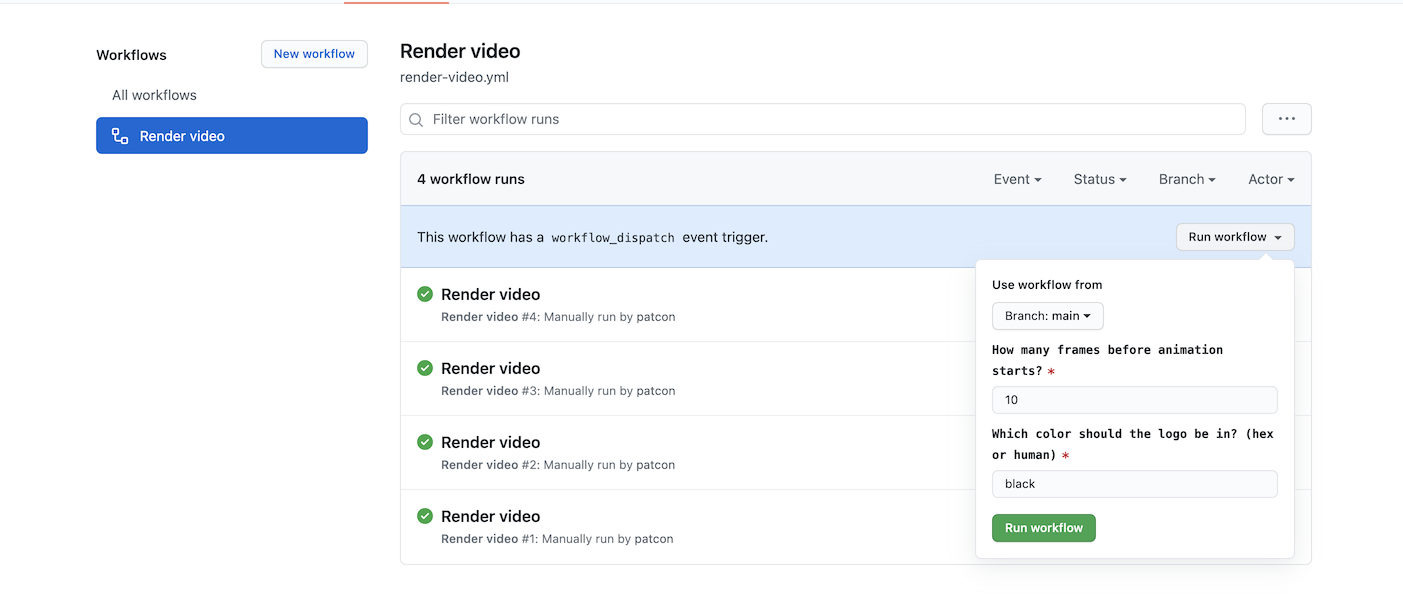 Workflows
New workflow
All workflows
Render video
Render video
render-video.yml
Filter workflow runs
4 workflow runs
Event
Status
Branch
Actor
This workflow has a workflow_dispatch event trigger.
Run workflow
Render video
Render video #4: Manually run by patcon
Render video
Render video #3: Manually run by patcon
Render video
Render video #2: Manually run by patcon
Render video
Render video #1: Manually run by patcon
Use workflow from
Branch: main
How many frames before animation
starts? *
10
Which color should the logo be in? (hex
or human) *
black
Run workflow